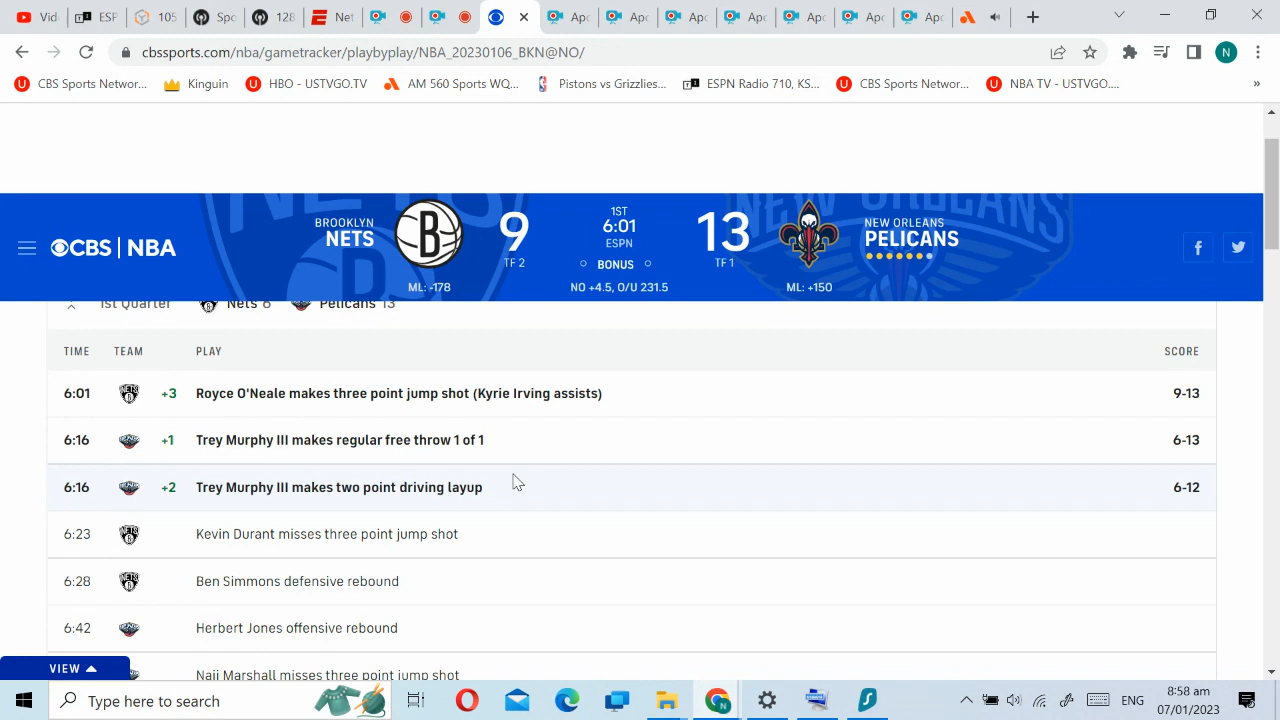 Vid
ESP
105
Spo
128
Net
Apo
Apo
Apo
Apo
Apo
Apo
Apo
cbssports.com/nba/gametracker/playbyplay/NBA_20230106_BKN@NO/
N
CBS Sports Networ...
Kinguin
HBO - USTVGO.TV
AM 560 Sports WQ...
Pistons vs Grizzlies...
ESPN Radio 710, KS...
CBS Sports Networ...
NBA TV - USTVGO....
»
CBS | NBA
BROOKLYN
NETS
B
9
TF 2
ML: -178
1ST
6:01
ESPN
BONUS
NO +4.5, O/U 231.5
13
TF 1
NEW ORLEANS
PELICANS
ML: +150
1st Quarter Nets 6 Pelicans 13
TIME TEAM PLAY SCORE
6:01 +3 Royce O'Neale makes three point jump shot (Kyrie Irving assists) 9-13
6:16 +1 Trey Murphy III makes regular free throw 1 of 1 6-13
6:16 +2 Trey Murphy III makes two point driving layup 6-12
6:23 Kevin Durant misses three point jump shot
6:28 Ben Simmons defensive rebound
6:42 Herbert Jones offensive rebound
Naji Marshall misses three point jump shot
VIEW
Type here to search
ENG
8:58 am
07/01/2023